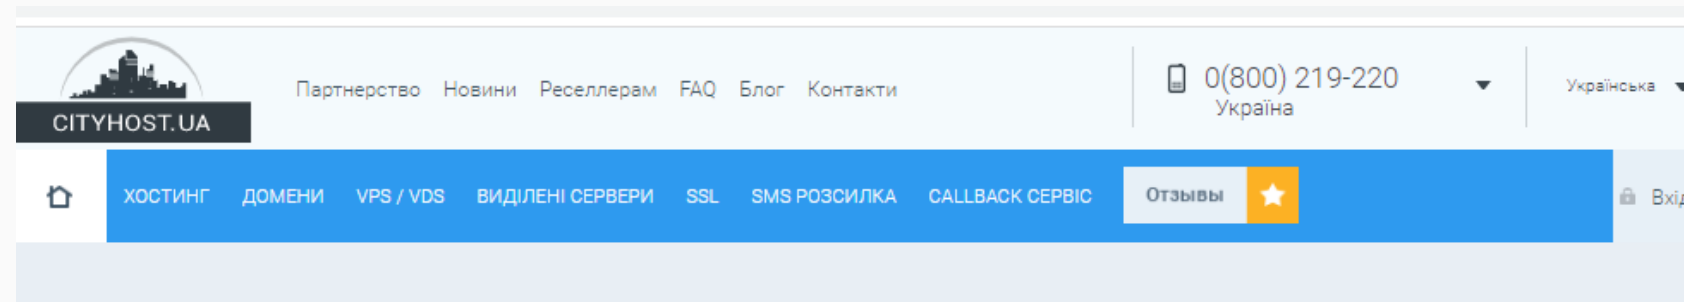 CITYHOST.UA
Партнерство Новини Реселлерам FAQ Блог Контакти
0(800) 219-220
Україна
Українська
ХОСТИНГ ДОМЕНИ VPS / VDS ВИДІЛЕНІ СЕРВЕРИ SSL SMS РОЗСИЛКА CALLBACK СЕРВІС Отзывы